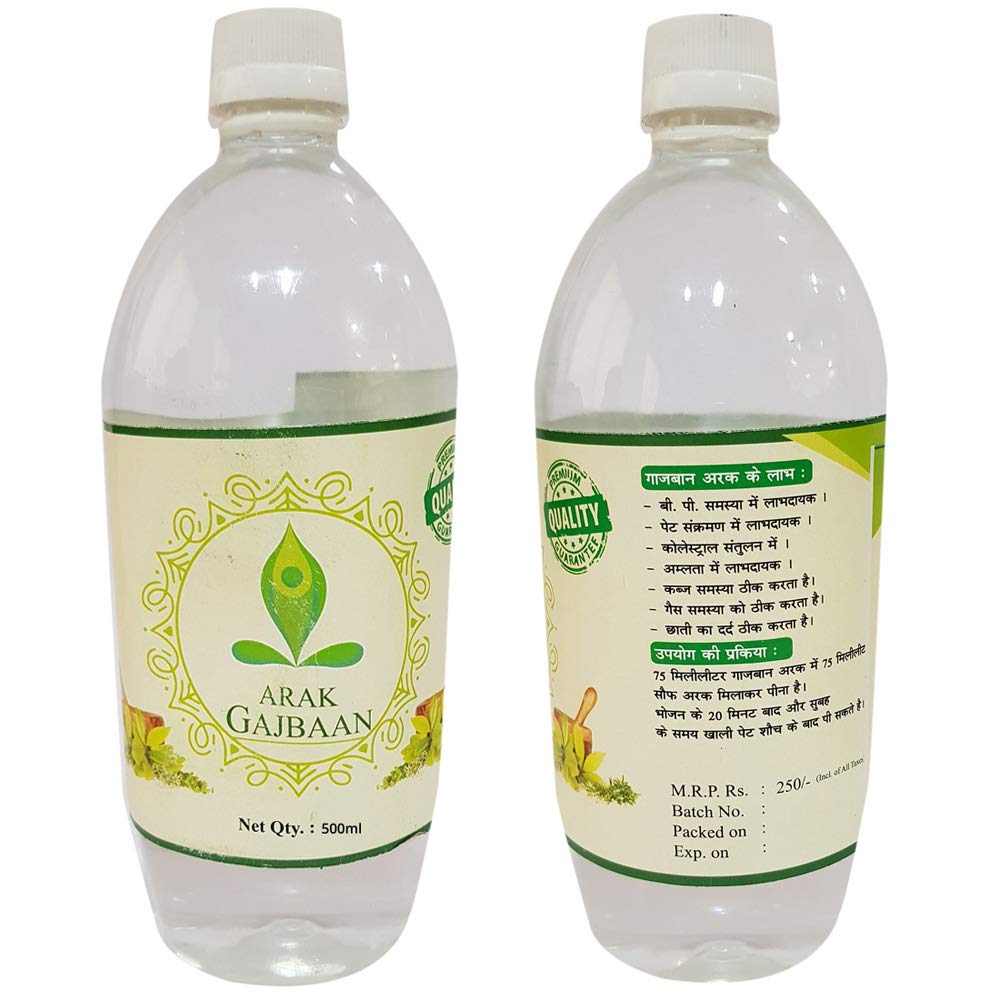 PREMIUM
QUA
GUARANTEE
ARAK
GAJBAAN
Net Qty. : 500ml
PREMIUM
QUALITY
GUARANTEE
गाजबान अरक के लाभ :
- बी. पी. समस्या में लाभदायक ।
- पेट संक्रमण में लाभदायक ।
- कोलेस्ट्राल संतुलन में ।
- अम्लता में लाभदायक ।
- कब्ज समस्या ठीक करता है।
- गैस समस्या को ठीक करता है।
- छाती का दर्द ठीक करता है।
उपयोग की प्रकिया :
75 मिलीलीटर गाजबान अरक में 75 मिलीलीट
सौफ अरक मिलाकर पीना है।
भोजन के 20 मिनट बाद और सुबह
के समय खाली पेट शौच के बाद पी सकते है।
M.R.P. Rs. : 250/- (Incl. of All Taxes)
Batch No. :
Packed on :
Exp. on :